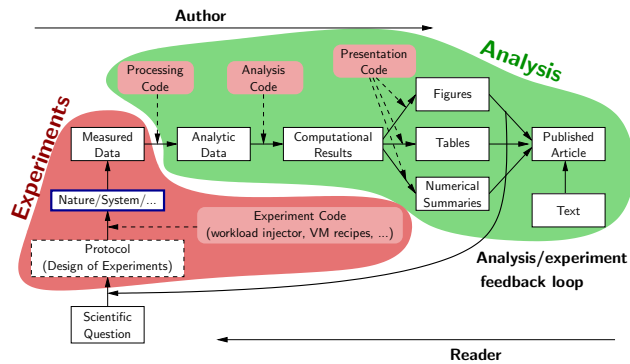 Author
Analysis
Processing
Code
Analysis
Code
Presentation
Code
Figures
Experiments
Measured
Data
Analytic
Data
Computational
Results
Tables
Published
Article
Nature/System/...
Numerical
Summaries
Text
Experiment Code
(workload injector, VM recipes, ...)
Protocol
(Design of Experiments)
Analysis/experiment
feedback loop
Scientific
Question
Reader